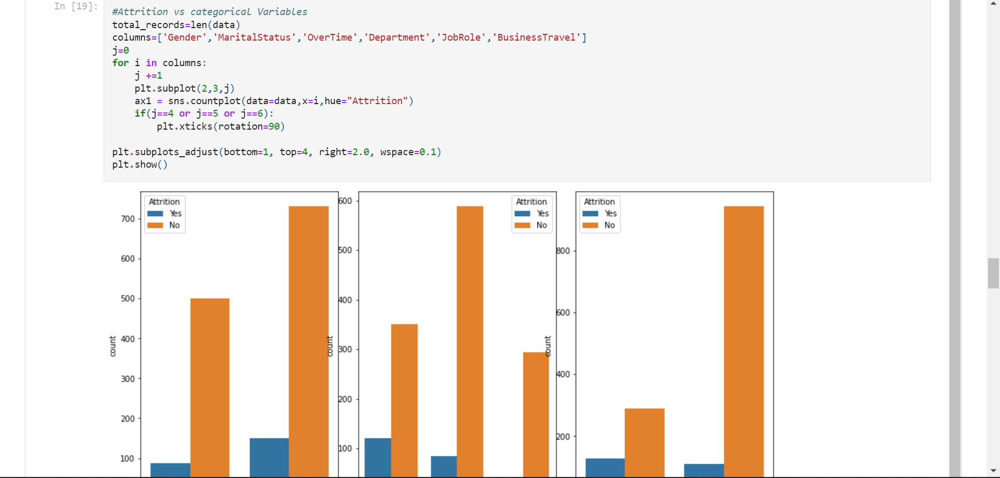 In [19]:
#Attrition vs categorical Variables
total_records=len(data)
columns=['Gender','MaritalStatus','OverTime','Department','JobRole','BusinessTravel']
j=0
for i in columns:
    j +=1
    plt.subplot(2,3,j)
    ax1 = sns.countplot(data=data,x=i,hue="Attrition")
    if(j==4 or j==5 or j==6):
        plt.xticks(rotation=90)
plt.subplots_adjust(bottom=1, top=4, right=2.0, wspace=0.1)
plt.show()
Attrition
Yes
No
700
600
500
400
300
200
100
count
Attrition
Yes
No
600
500
400
300
200
100
count
Attrition
Yes
No
800
600
400
200
count